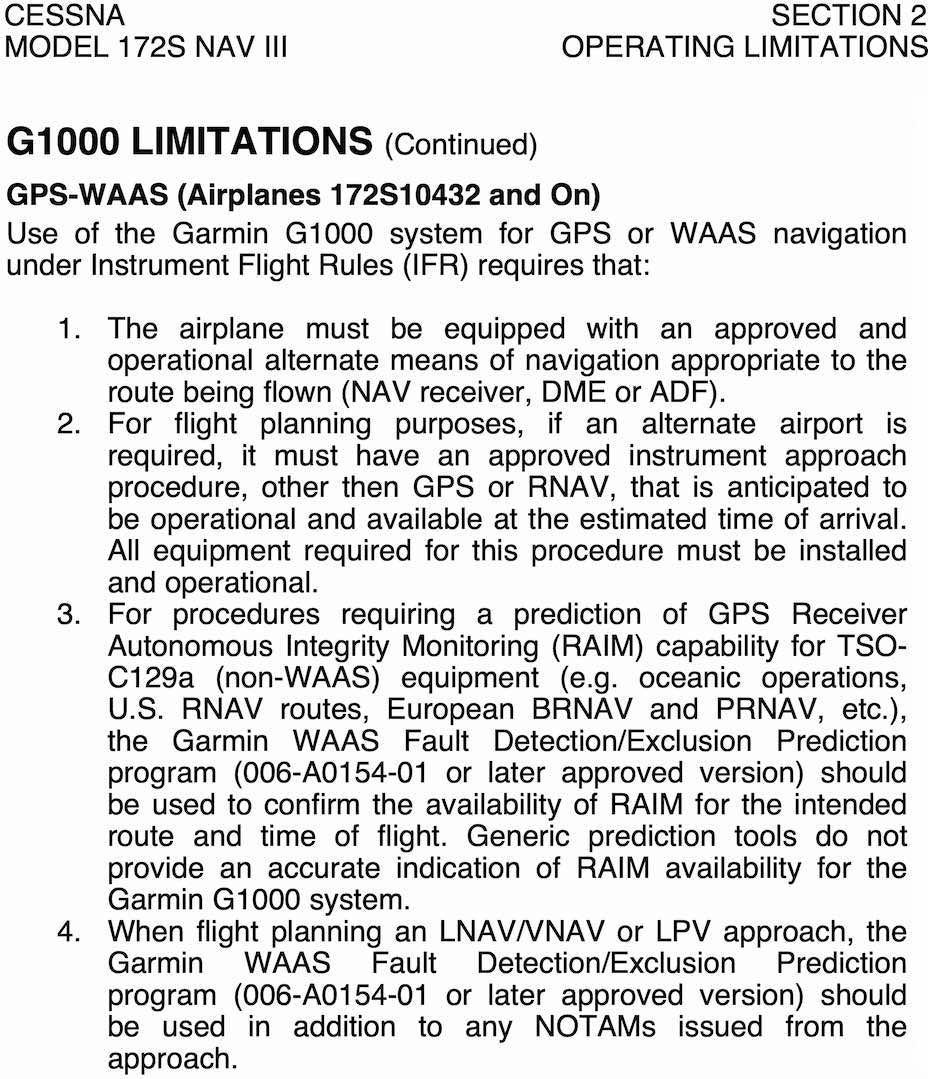 CESSNA SECTION 2
MODEL 172S NAV III OPERATING LIMITATIONS
G1000 LIMITATIONS (Continued)
GPS-WAAS (Airplanes 172S10432 and On)
Use of the Garmin G1000 system for GPS or WAAS navigation
under Instrument Flight Rules (IFR) requires that:
1. The airplane must be equipped with an approved and
operational alternate means of navigation appropriate to the
route being flown (NAV receiver, DME or ADF).
2. For flight planning purposes, if an alternate airport is
required, it must have an approved instrument approach
procedure, other then GPS or RNAV, that is anticipated to
be operational and available at the estimated time of arrival.
All equipment required for this procedure must be installed
and operational.
3. For procedures requiring a prediction of GPS Receiver
Autonomous Integrity Monitoring (RAIM) capability for TSO-
C129a (non-WAAS) equipment (e.g. oceanic operations,
U.S. RNAV routes, European BRNAV and PRNAV, etc.),
the Garmin WAAS Fault Detection/Exclusion Prediction
program (006-A0154-01 or later approved version) should
be used to confirm the availability of RAIM for the intended
route and time of flight. Generic prediction tools do not
provide an accurate indication of RAIM availability for the
Garmin G1000 system.
4. When flight planning an LNAV/VNAV or LPV approach, the
Garmin WAAS Fault Detection/Exclusion Prediction
program (006-A0154-01 or later approved version) should
be used in addition to any NOTAMs issued from the
approach.